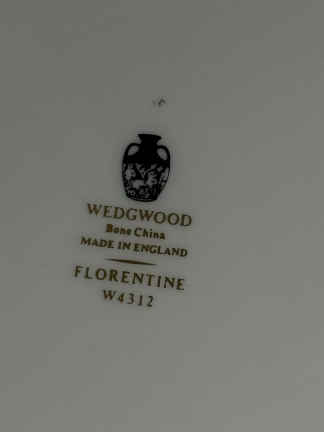 WEDGWOOD
Bone China
MADE IN ENGLAND
FLORENTINE
W4312